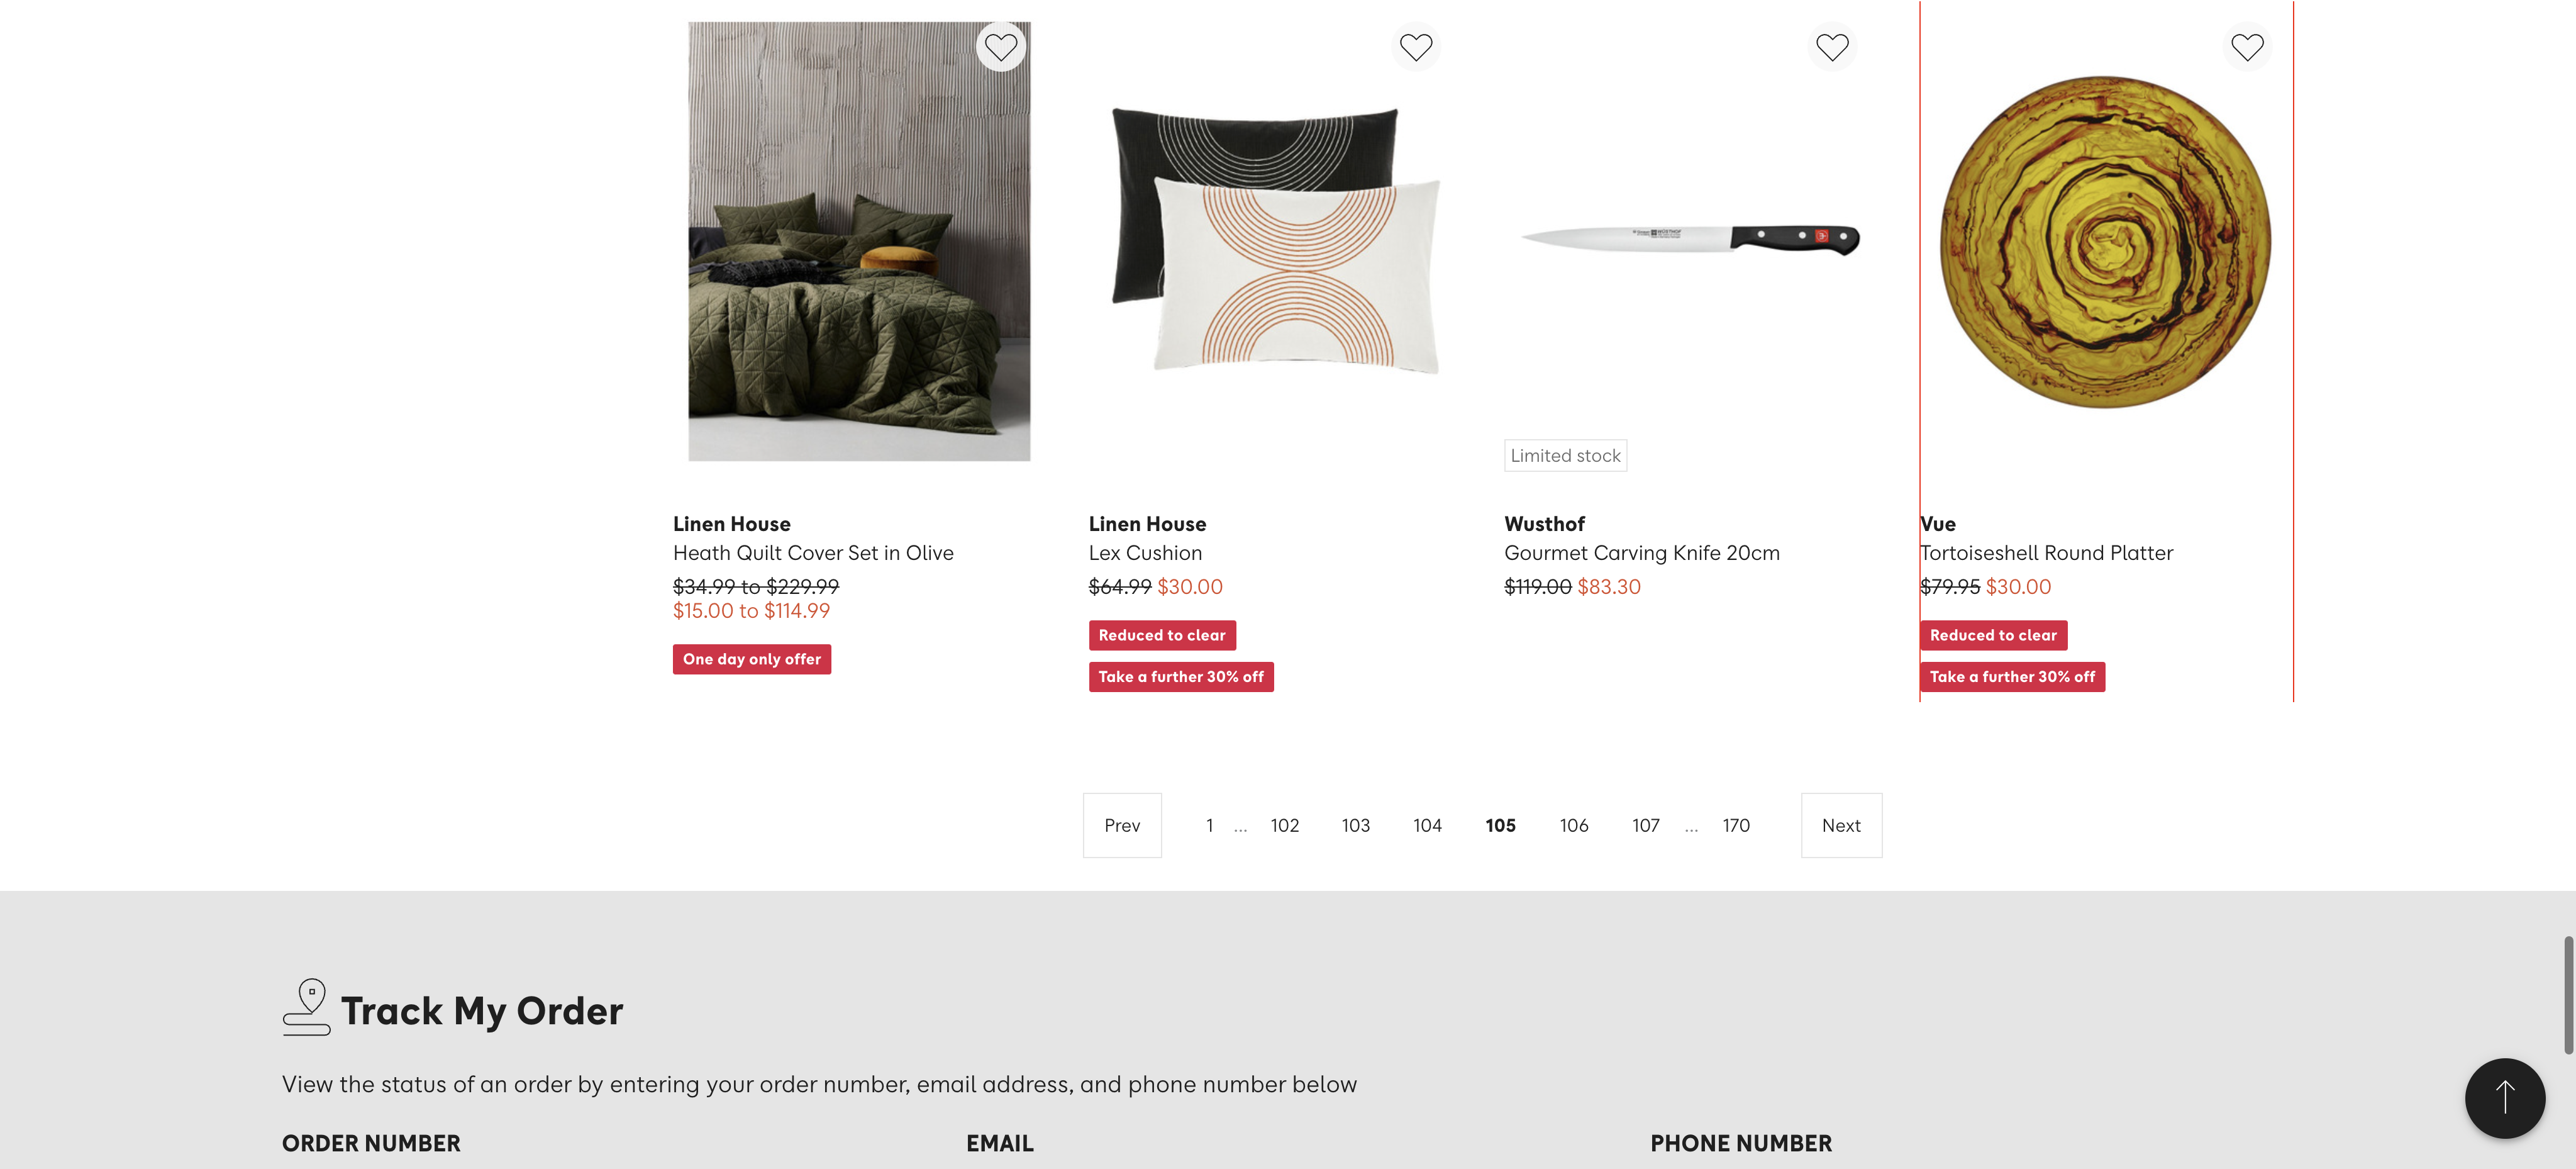 Limited stock
Linen House
Heath Quilt Cover Set in Olive
$34.99 to $229.99
$15.00 to $114.99
One day only offer
Linen House
Lex Cushion
$64.99 $30.00
Reduced to clear
Take a further 30% off
Wusthof
Gourmet Carving Knife 20cm
$119.00 $83.30
Vue
Tortoiseshell Round Platter
$79.95 $30.00
Reduced to clear
Take a further 30% off
Prev 1 ... 102 103 104 105 106 107 ... 170 Next
Track My Order
View the status of an order by entering your order number, email address, and phone number below
ORDER NUMBER EMAIL PHONE NUMBER